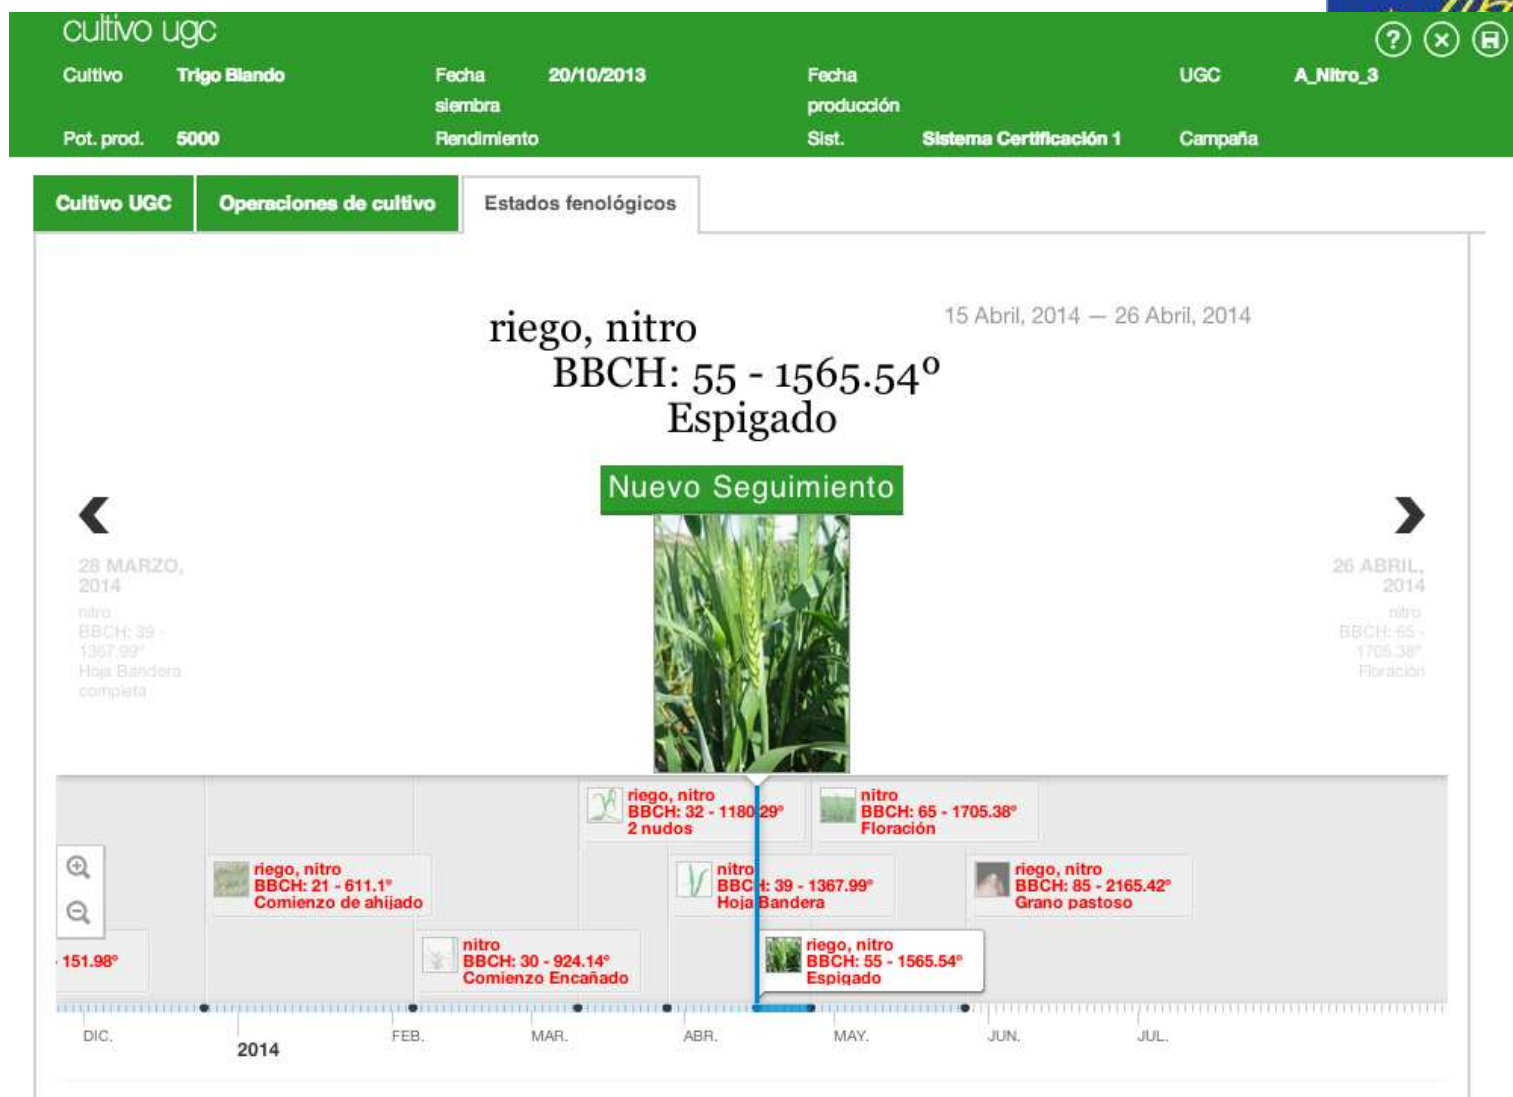 cultivo ugc
Cultivo Trigo Blando Fecha siembra 20/10/2013 Fecha producción UGC A_Nitro_3
Pot. prod. 5000 Rendimiento Sist. Sistema Certificación 1 Campaña
Cultivo UGC Operaciones de cultivo Estados fenológicos
15 Abril, 2014 — 26 Abril, 2014
riego, nitro
BBCH: 55 - 1565.54º
Espigado
Nuevo Seguimiento
28 MARZO,
2014
nitro
BBCH: 39 -
1367.99º
Hoja Bandera
completa
26 ABRIL,
2014
nitro
BBCH: 65 -
1705.38º
Floración
riego, nitro
BBCH: 32 - 1180.29º
2 nudos
nitro
BBCH: 65 - 1705.38º
Floración
riego, nitro
BBCH: 21 - 611.1º
Comienzo de ahijado
nitro
BBCH: 39 - 1367.99º
Hoja Bandera
riego, nitro
BBCH: 85 - 2165.42º
Grano pastoso
- 151.98º
nitro
BBCH: 30 - 924.14º
Comienzo Encañado
riego, nitro
BBCH: 55 - 1565.54º
Espigado
DIC. 2014 FEB. MAR. ABR. MAY. JUN. JUL.